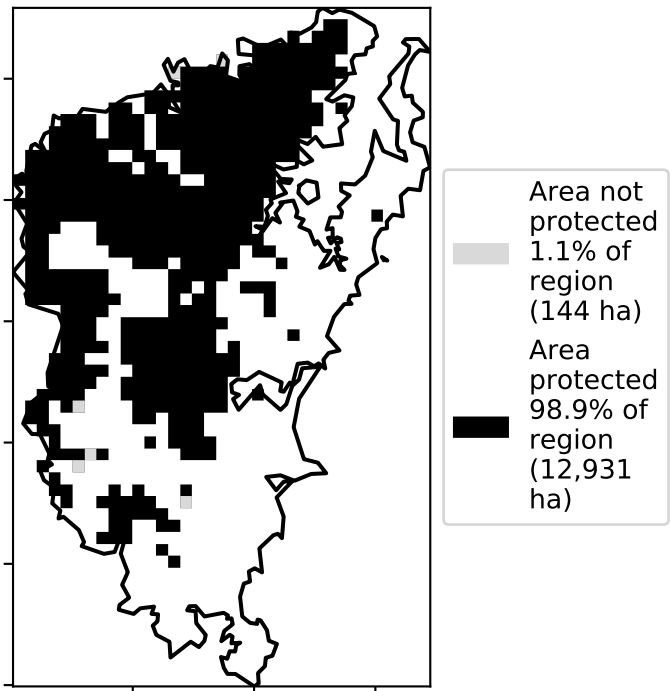 Area not
protected
1.1% of
region
(144 ha)
Area
protected
98.9% of
region
(12,931
ha)